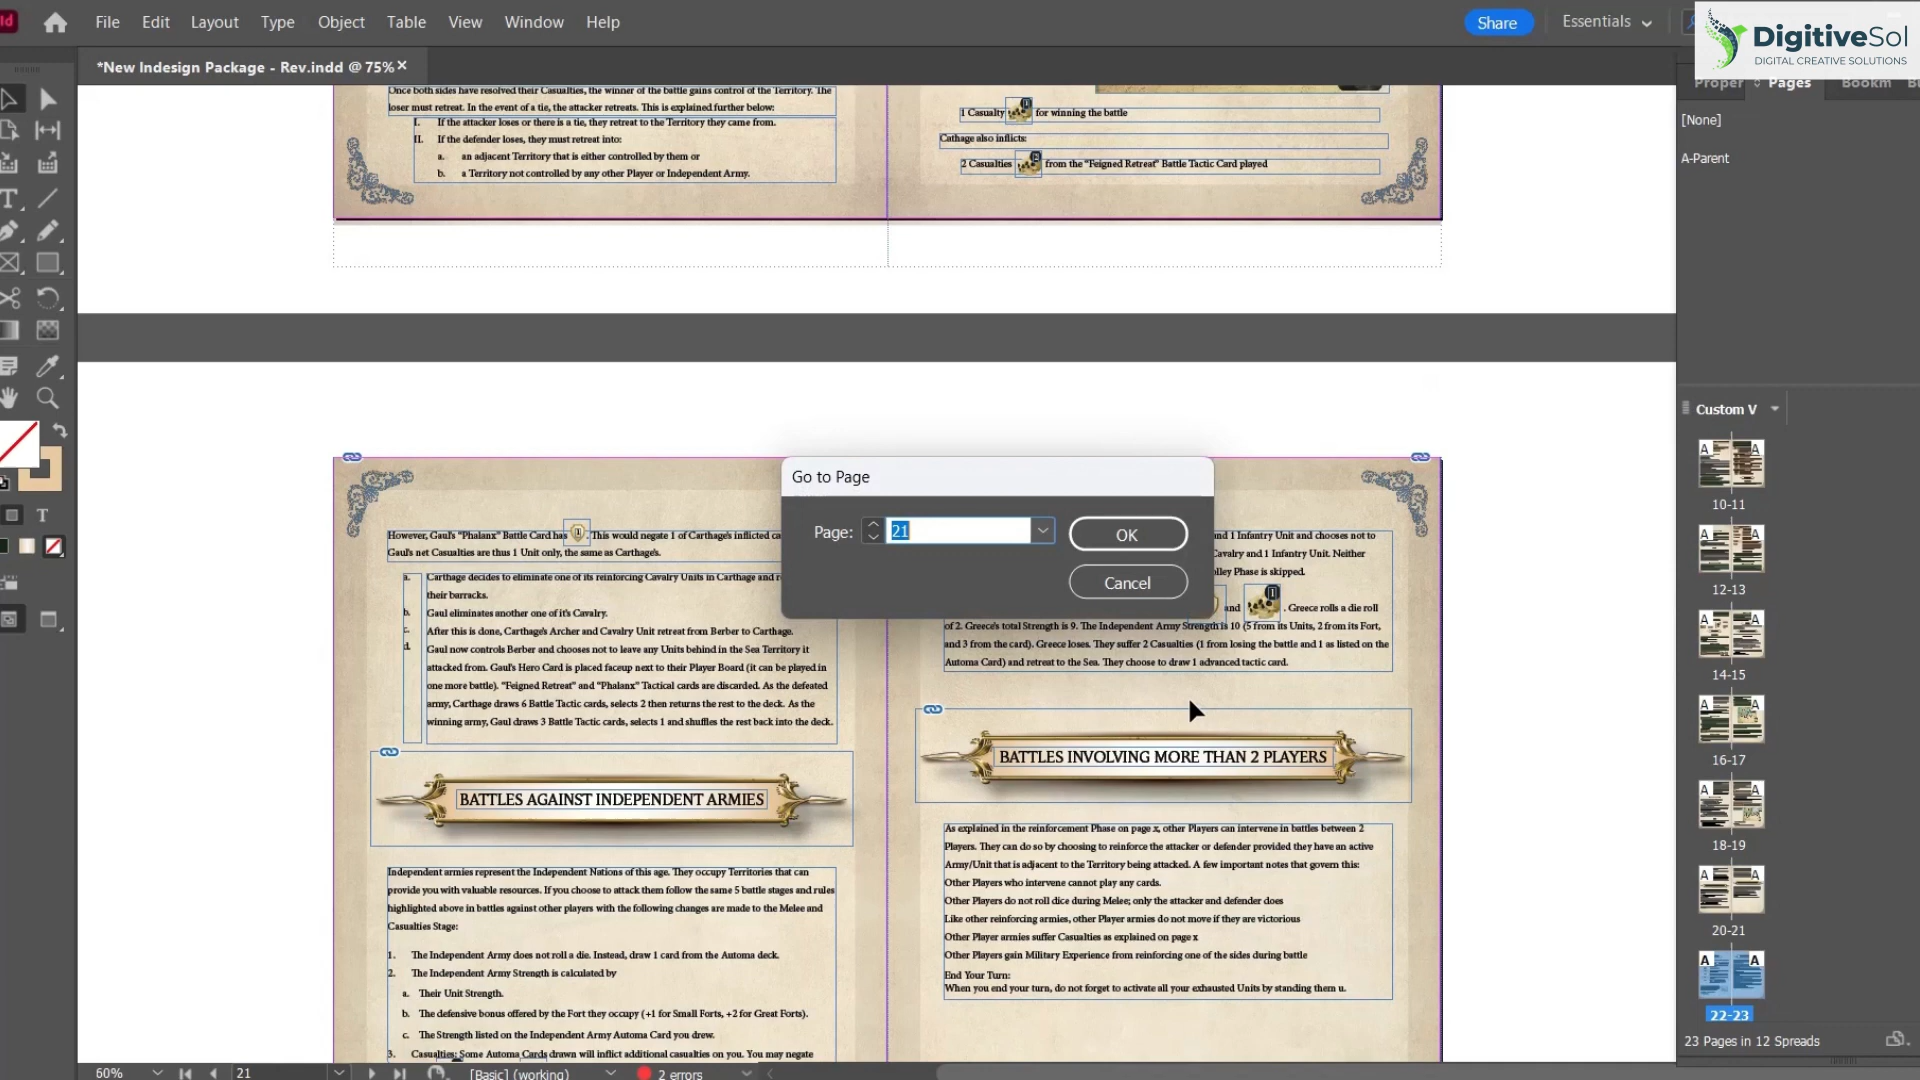 File Edit Layout Type Object Table View Window Help
Share
Essentials
DigitiveSol
DIGITAL CREATIVE SOLUTIONS
*New Indesign Package - Rev.indd @ 75%
Proper
Pages
Bookm
[None]
A-Parent
Once both sides have resolved their Casualties, the winner of the battle gains control of the Territory. The
loser must retreat. In the event of a tie, the attacker retreats. This is explained further below:
I. If the attacker loses or there is a tie, they retreat to the Territory they came from.
II. If the defender loses, they must retreat into:
a. an adjacent Territory that is either controlled by them or
b. a Territory not controlled by any other Player or Independent Army.
1 Casualty for winning the battle
Cathage also inflicts:
2 Casualties from the "Feigned Retreat" Battle Tactic Card played
Go to Page
Page: 21
OK
Cancel
However, Gaul's "Phalanx" Battle Card has . This would negate 1 of Carthage's inflicted ca
Gaul's net Casualties are thus 1 Unit only, the same as Carthage's.
a. Carthage decides to eliminate one of its reinforcing Cavalry Units in Carthage and r
their barracks.
b. Gaul eliminates another one of it's Cavalry.
c. After this is done, Carthage's Archer and Cavalry Unit retreat from Berber to Carthage.
d. Gaul now controls Berber and chooses not to leave any Units behind in the Sea Territory it
attacked from. Gaul's Hero Card is placed faceup next to their Player Board (it can be played in
one more battle). "Feigned Retreat" and "Phalanx" Tactical cards are discarded. As the defeated
army, Carthage draws 6 Battle Tactic cards, selects 2 then returns the rest to the deck. As the
winning army, Gaul draws 3 Battle Tactic cards, selects 1 and shuffles the rest back into the deck.
BATTLES AGAINST INDEPENDENT ARMIES
Independent armies represent the Independent Nations of this age. They occupy Territories that can
provide you with valuable resources. If you choose to attack them follow the same 5 battle stages and rules
highlighted above in battles against other players with the following changes are made to the Melee and
Casualties Stage:
1. The Independent Army does not roll a die. Instead, draw 1 card from the Automa deck.
2. The Independent Army Strength is calculated by
a. Their Unit Strength.
b. The defensive bonus offered by the Fort they occupy (+1 for Small Forts, +2 for Great Forts).
c. The Strength listed on the Independent Army Automa Card you drew.
3. Casualties: Some Automa Cards drawn will inflict additional casualties on you. You may negate
and 1 Infantry Unit and chooses not to
Cavalry and 1 Infantry Unit. Neither
lley Phase is skipped.
and . Greece rolls a die roll
of 2. Greece's total Strength is 9. The Independent Army Strength is 10 (5 from its Units, 2 from its Fort,
and 3 from the card). Greece loses. They suffer 2 Casualties (1 from losing the battle and 1 as listed on the
Automa Card) and retreat to the Sea. They choose to draw 1 advanced tactic card.
BATTLES INVOLVING MORE THAN 2 PLAYERS
As explained in the reinforcement Phase on page x, other Players can intervene in battles between 2
Players. They can do so by choosing to reinforce the attacker or defender provided they have an active
Army/Unit that is adjacent to the Territory being attacked. A few important notes that govern this:
Other Players who intervene cannot play any cards.
Other Players do not roll dice during Melee; only the attacker and defender does
Like other reinforcing armies, other Player armies do not move if they are victorious
Other Player armies suffer Casualties as explained on page x
Other Players gain Military Experience from reinforcing one of the sides during battle
End Your Turn:
When you end your turn, do not forget to activate all your exhausted Units by standing them u.
Custom V
A A
10-11
A A
12-13
A A
14-15
A A
16-17
A A
18-19
A A
20-21
A A
22-23
23 Pages in 12 Spreads
60%
21
[Basic] (working)
2 errors